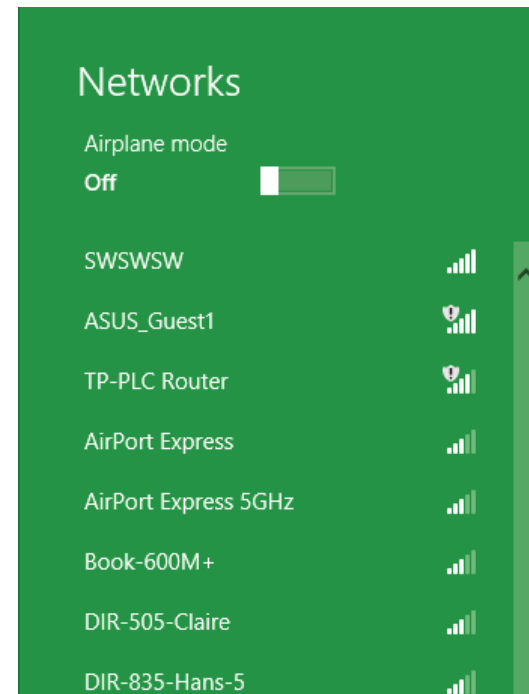 Networks
Airplane mode
Off
SWSWSW
ASUS_Guest1
TP-PLC Router
AirPort Express
AirPort Express 5GHz
Book-600M+
DIR-505-Claire
DIR-835-Hans-5